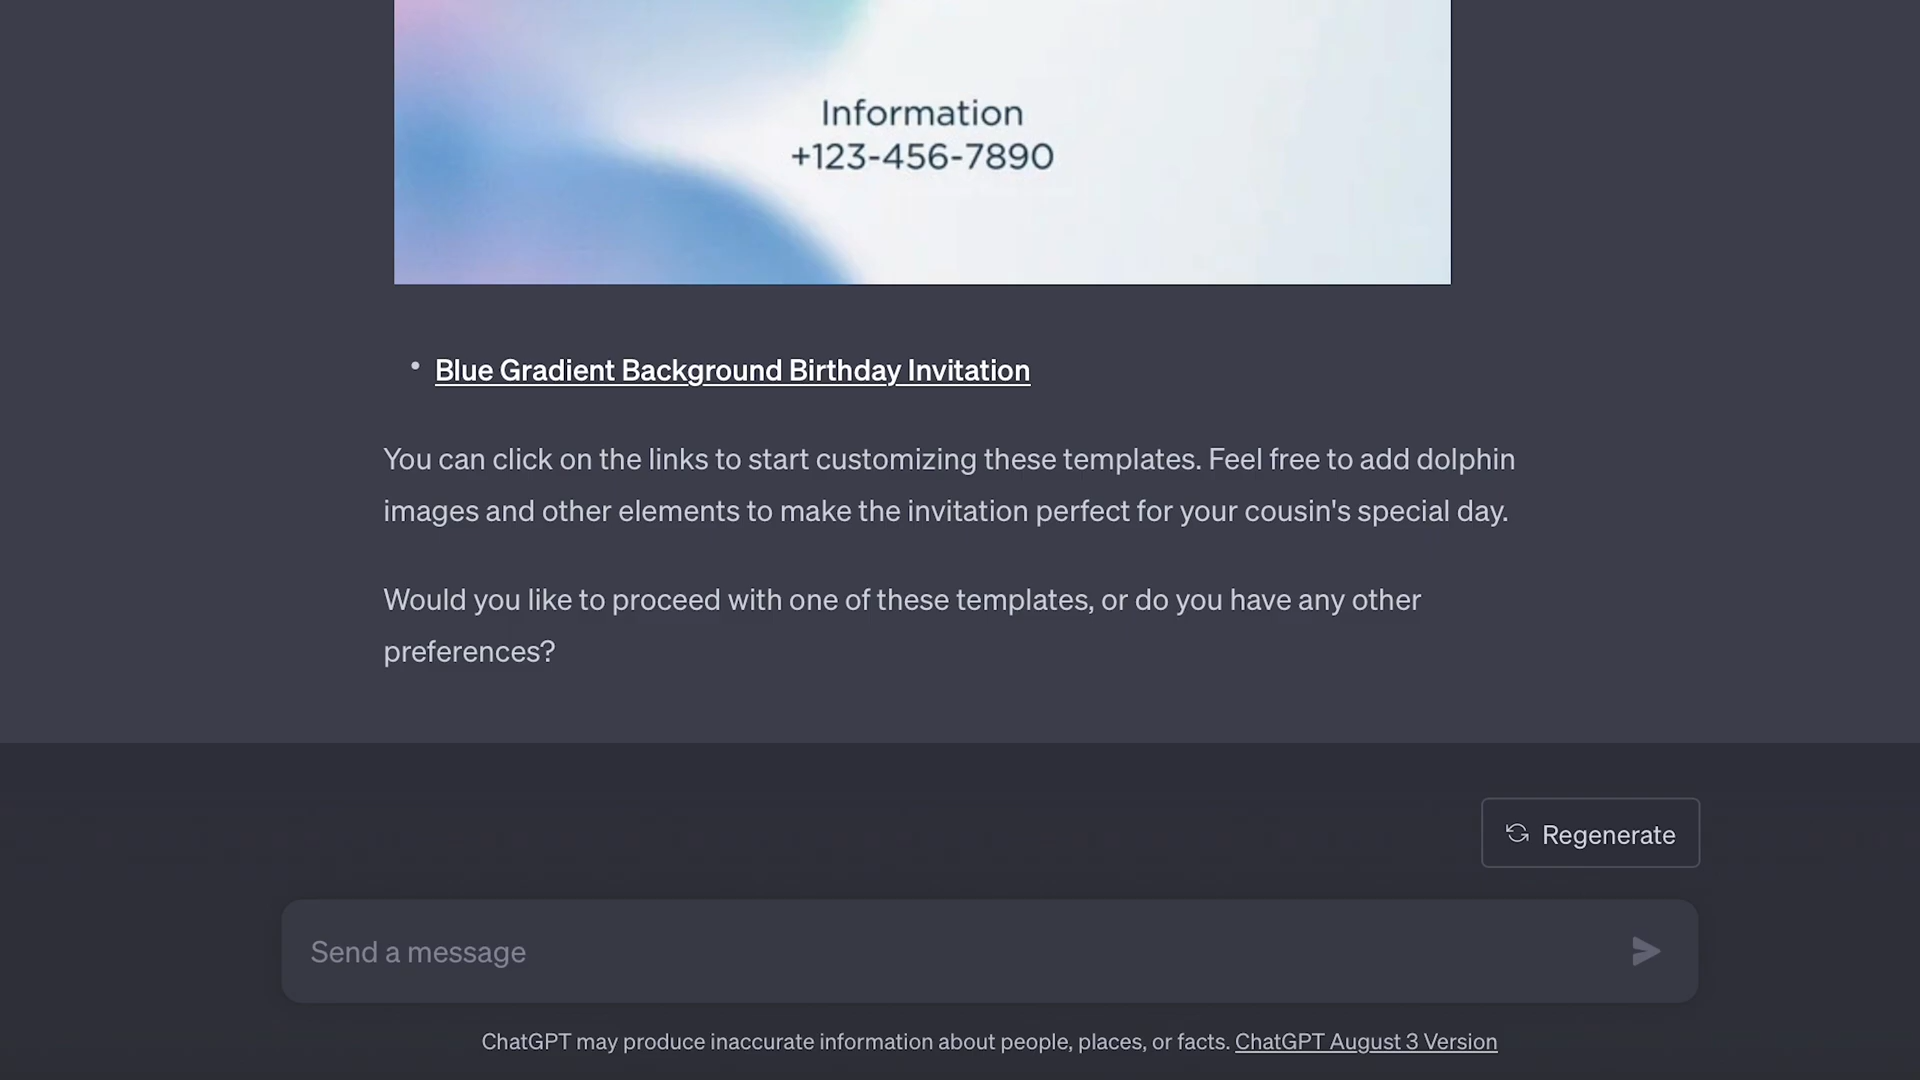 Information
+123-456-7890
• Blue Gradient Background Birthday Invitation
You can click on the links to start customizing these templates. Feel free to add dolphin
images and other elements to make the invitation perfect for your cousin's special day.
Would you like to proceed with one of these templates, or do you have any other
preferences?
Regenerate
Send a message
ChatGPT may produce inaccurate information about people, places, or facts. ChatGPT August 3 Version